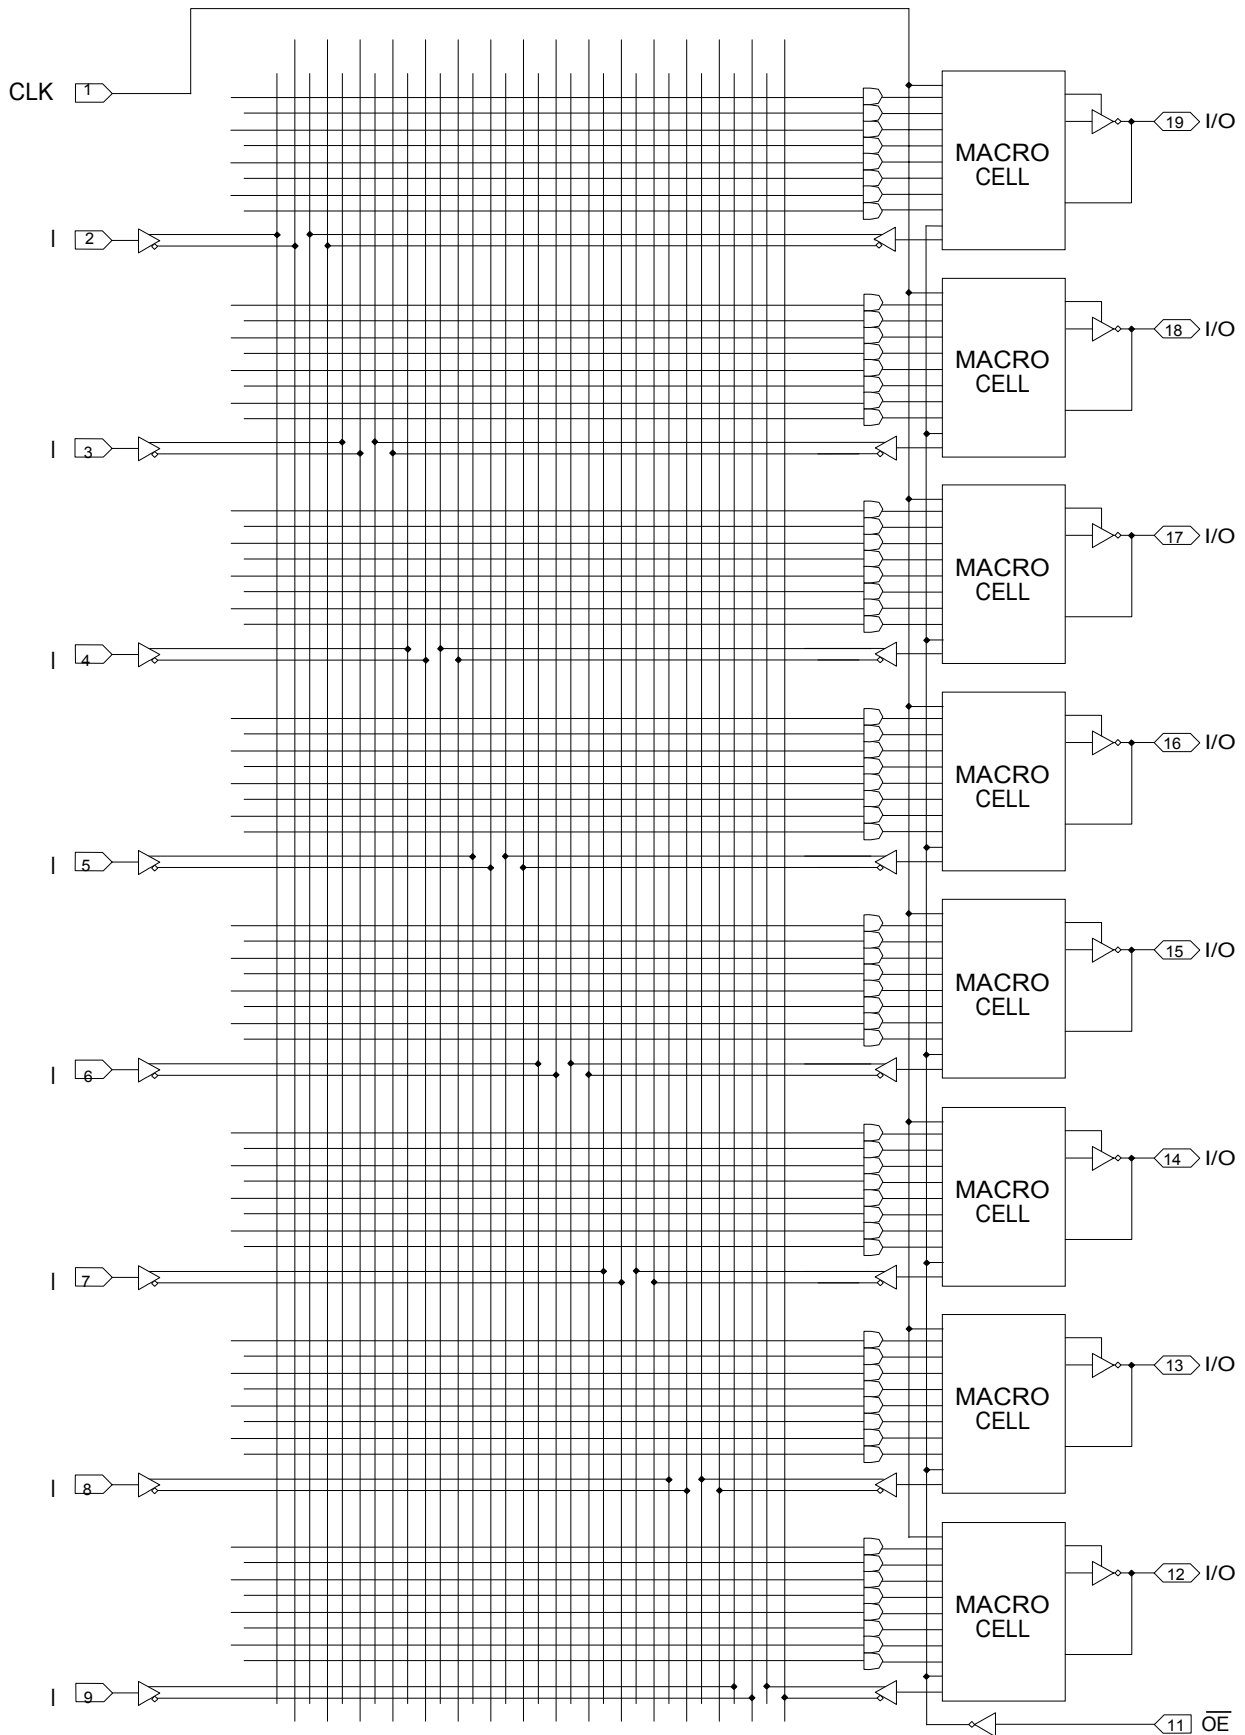 CLK 1
MACRO
CELL
19 I/O
I 2
MACRO
CELL
18 I/O
I 3
MACRO
CELL
17 I/O
I 4
MACRO
CELL
16 I/O
I 5
MACRO
CELL
15 I/O
I 6
MACRO
CELL
14 I/O
I 7
MACRO
CELL
13 I/O
I 8
MACRO
CELL
12 I/O
I 9
11 O̅E̅